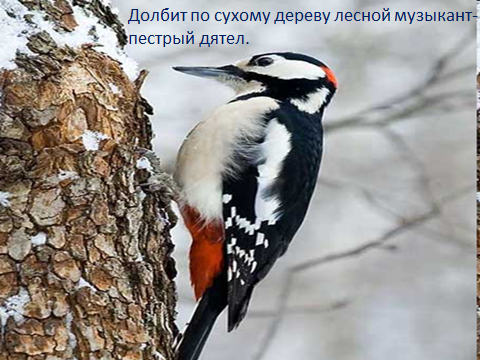 Долбит по сухому дереву лесной музыкант-
пестрый дятел.